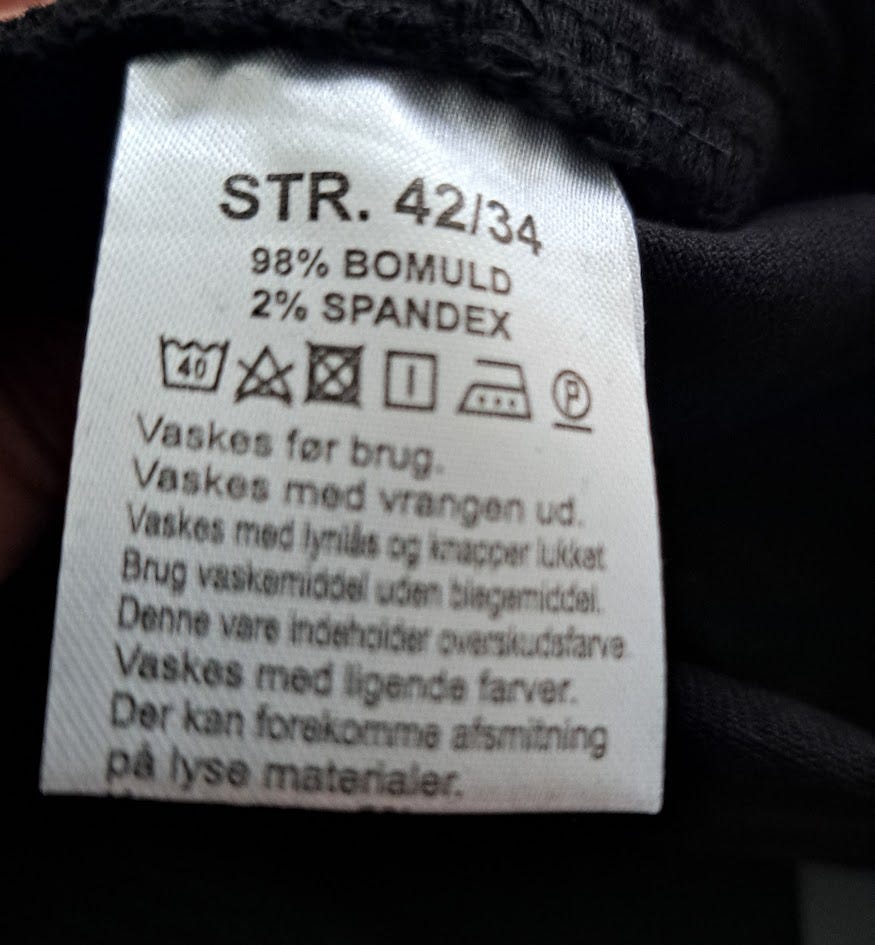 STR. 42/34
98% BOMULD
2% SPANDEX
40 P
Vaskes før brug.
Vaskes med vrangen ud.
Vaskes med lynlås og knapper lukket
Brug vaskemiddel uden blegemiddel.
Denne vare indeholder overskudsfarve.
Vaskes med ligende farver.
Der kan forekomme afsmitning
på lyse materialer.